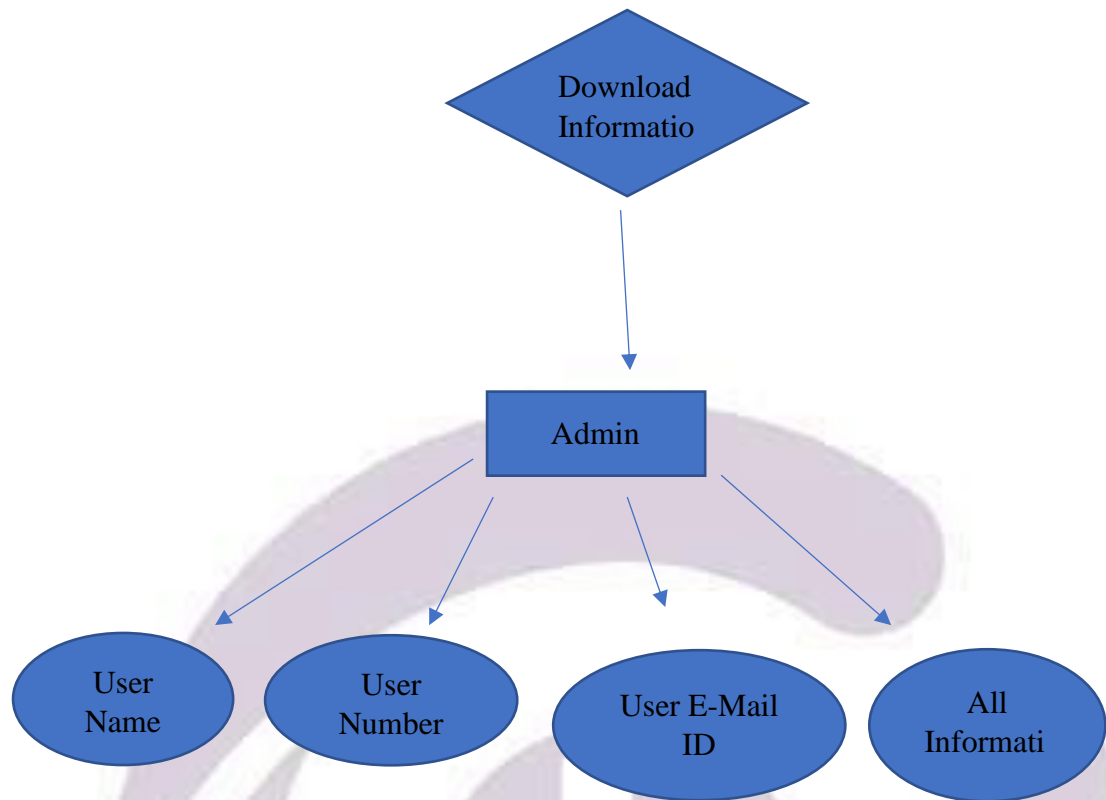 Download
Informatio
Admin
User
Name
User
Number
User E-Mail
ID
All
Informati